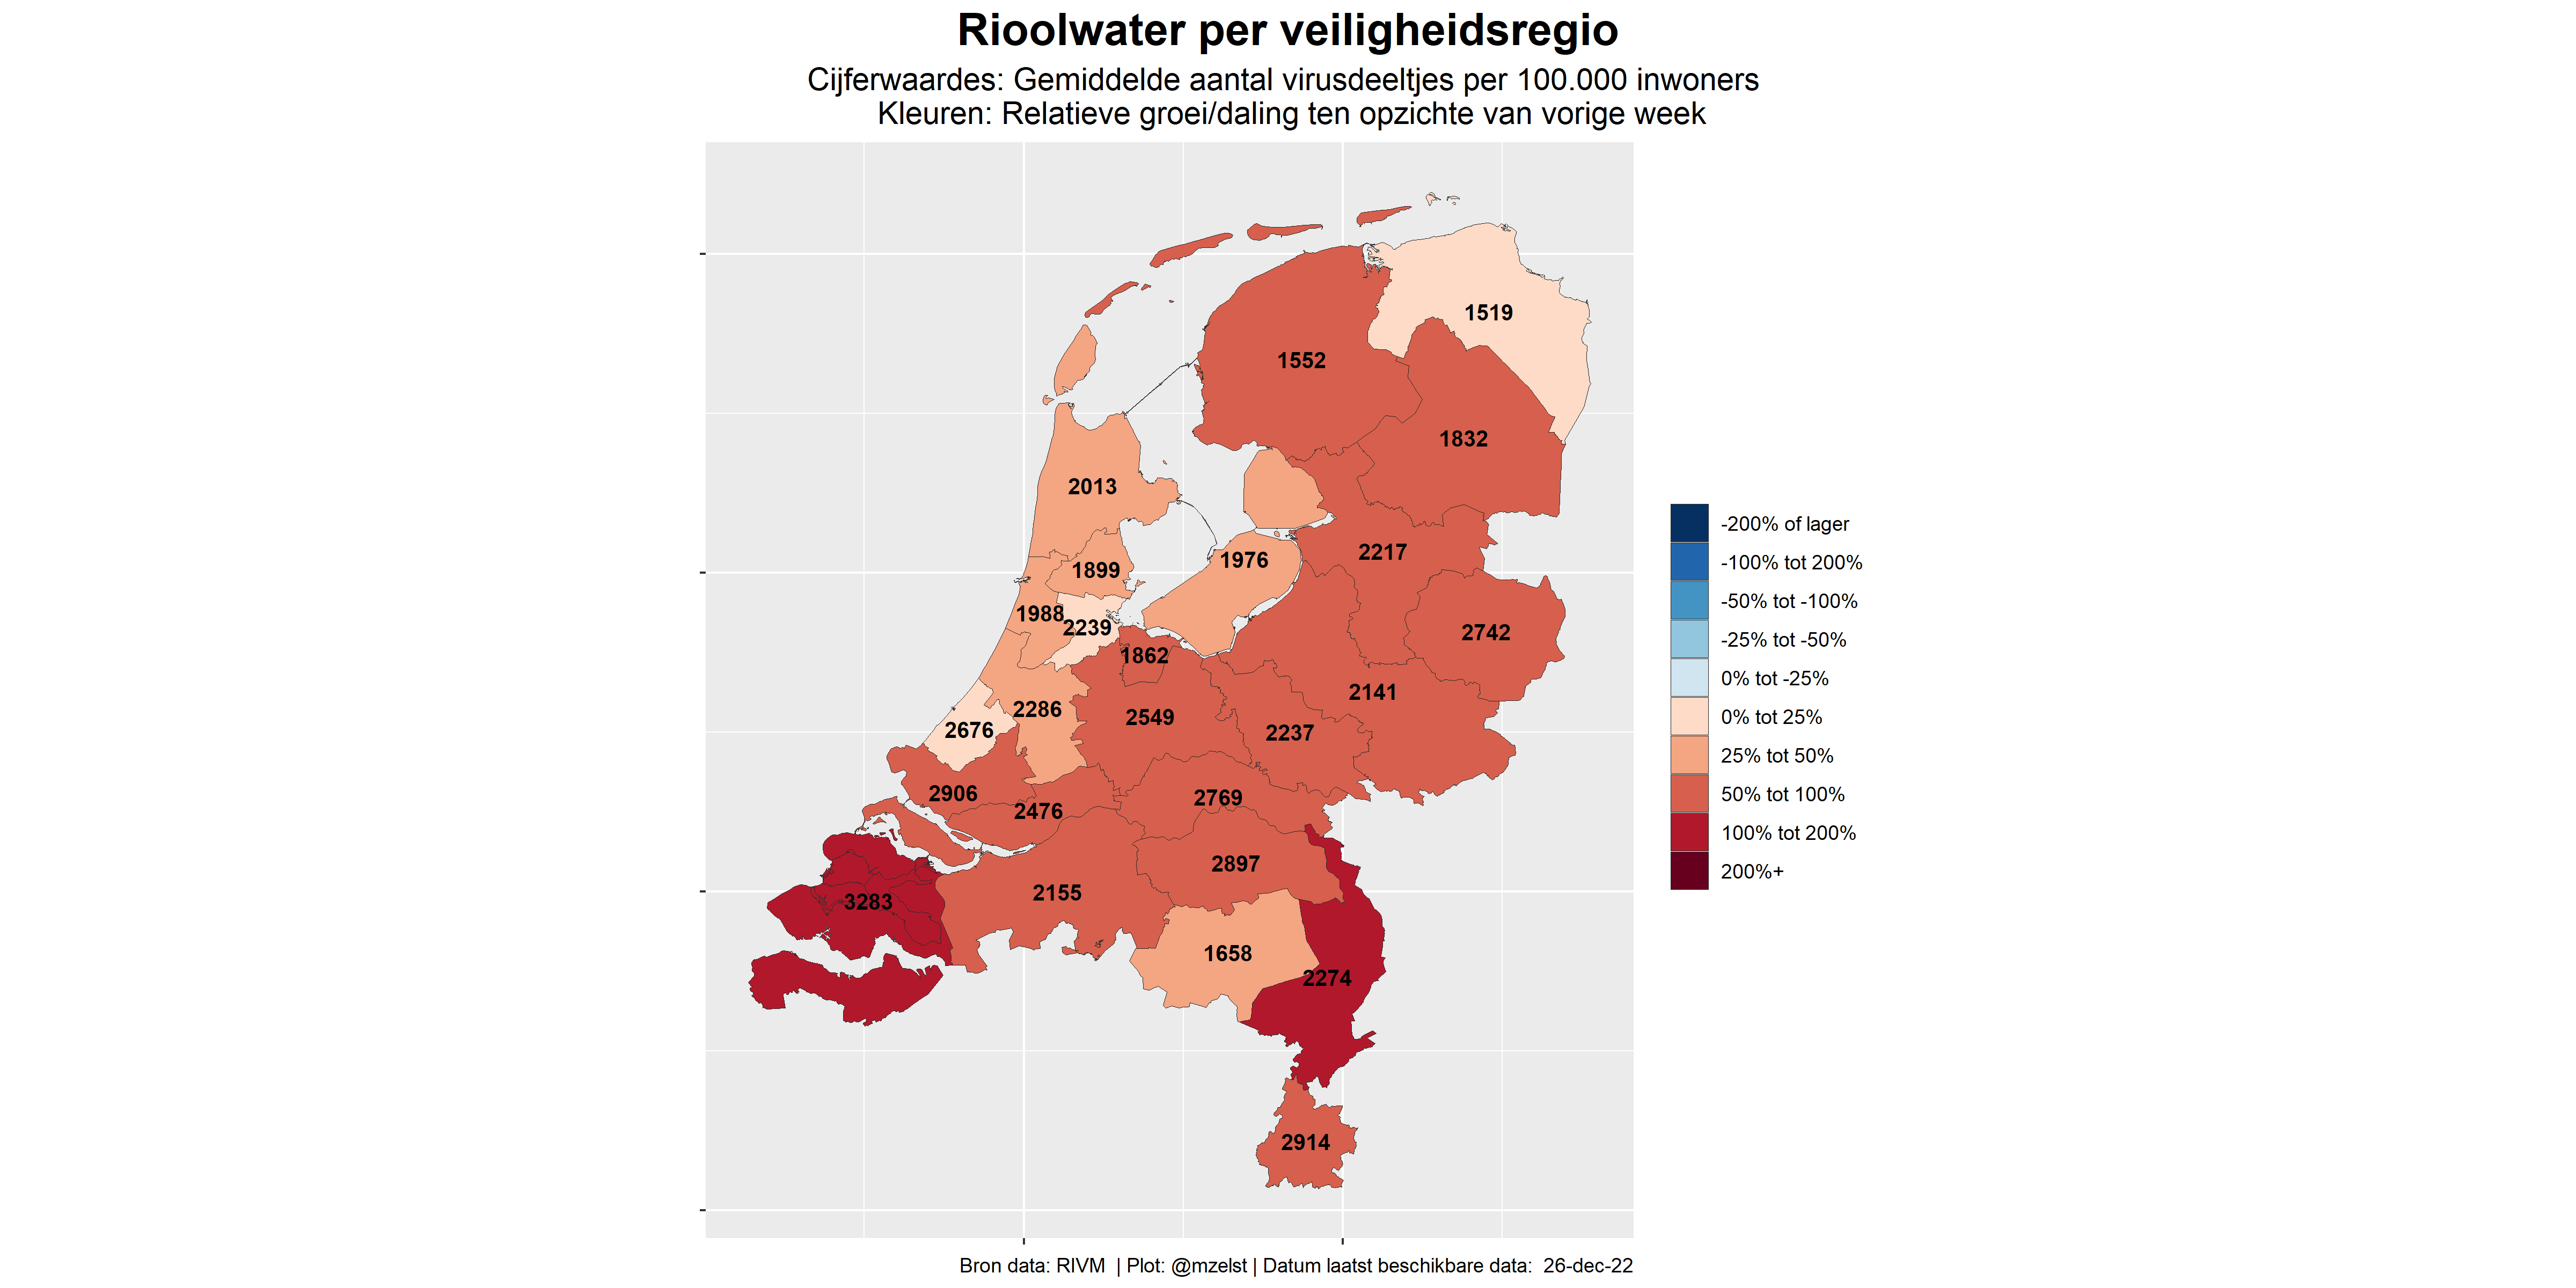 Rioolwater per veiligheidsregio
Cijferwaardes: Gemiddelde aantal virusdeeltjes per 100.000 inwoners
Kleuren: Relatieve groei/daling ten opzichte van vorige week
1519
1552
1832
2013
2217
1976
1899
1988
2239
2742
1862
2141
2286
2549
2676
2237
2906
2769
2476
2897
2155
3283
1658
2274
2914
-200% of lager
-100% tot 200%
-50% tot -100%
-25% tot -50%
0% tot -25%
0% tot 25%
25% tot 50%
50% tot 100%
100% tot 200%
200%+
Bron data: RIVM | Plot: @mzelst | Datum laatst beschikbare data: 26-dec-22